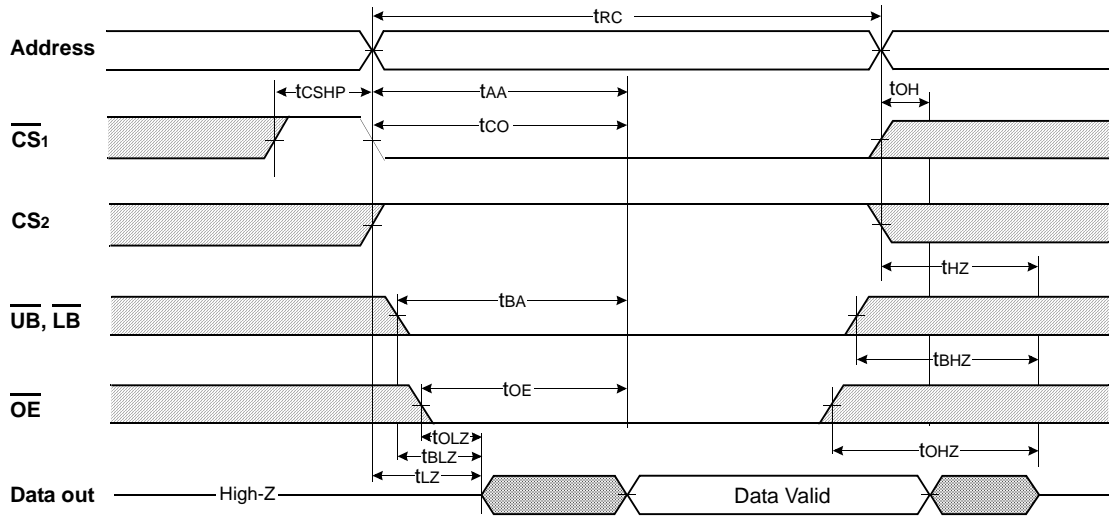 tRC
Address
tCSHP tAA tOH
tCO
CS1
CS2
tHZ
tBA
UB, LB
tBHZ
tOE
OE
tOLZ
tOHZ
tBLZ
tLZ
Data out High-Z Data Valid